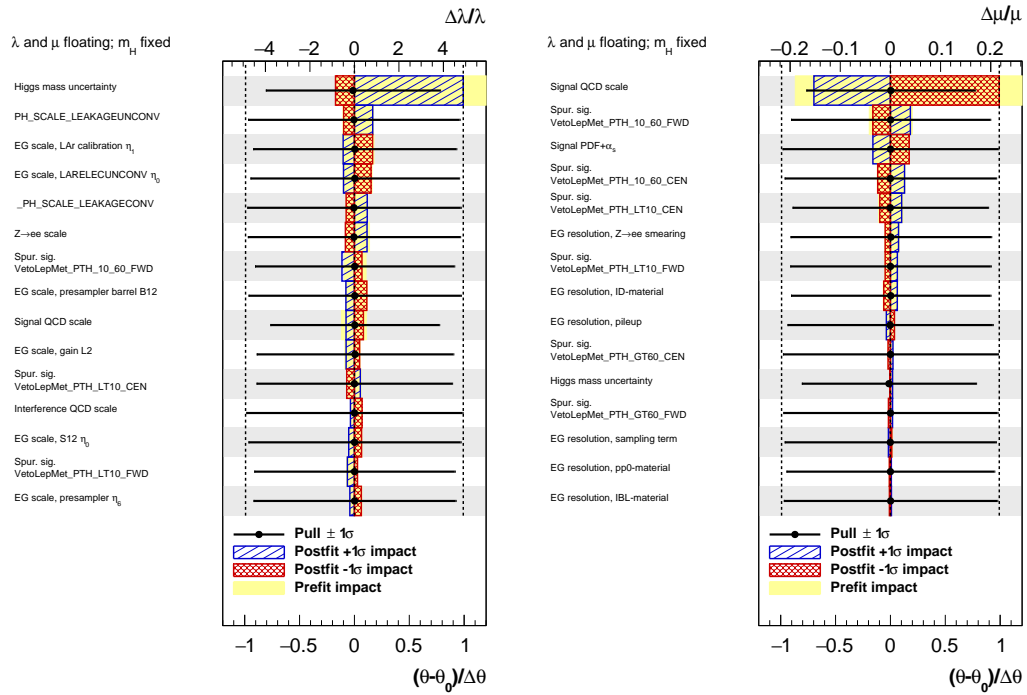 Δλ/λ
λ and μ floating; m_H fixed
−4 −2 0 2 4
Higgs mass uncertainty
PH_SCALE_LEAKAGEUNCONV
EG scale, LAr calibration η_1
EG scale, LARELECUNCONV η_0
_PH_SCALE_LEAKAGECONV
Z→ee scale
Spur. sig.
VetoLepMet_PTH_10_60_FWD
EG scale, presampler barrel B12
Signal QCD scale
EG scale, gain L2
Spur. sig.
VetoLepMet_PTH_LT10_CEN
Interference QCD scale
EG scale, S12 η_0
Spur. sig.
VetoLepMet_PTH_LT10_FWD
EG scale, presampler η_6
Pull ± 1σ
Postfit +1σ impact
Postfit -1σ impact
Prefit impact
−1 −0.5 0 0.5 1
(θ-θ_0)/Δθ
Δμ/μ
λ and μ floating; m_H fixed
−0.2 −0.1 0 0.1 0.2
Signal QCD scale
Spur. sig.
VetoLepMet_PTH_10_60_FWD
Signal PDF+α_s
Spur. sig.
VetoLepMet_PTH_10_60_CEN
Spur. sig.
VetoLepMet_PTH_LT10_CEN
EG resolution, Z→ee smearing
Spur. sig.
VetoLepMet_PTH_LT10_FWD
EG resolution, ID-material
EG resolution, pileup
Spur. sig.
VetoLepMet_PTH_GT60_CEN
Higgs mass uncertainty
Spur. sig.
VetoLepMet_PTH_GT60_FWD
EG resolution, sampling term
EG resolution, pp0-material
EG resolution, IBL-material
Pull ± 1σ
Postfit +1σ impact
Postfit -1σ impact
Prefit impact
−1 −0.5 0 0.5 1
(θ-θ_0)/Δθ